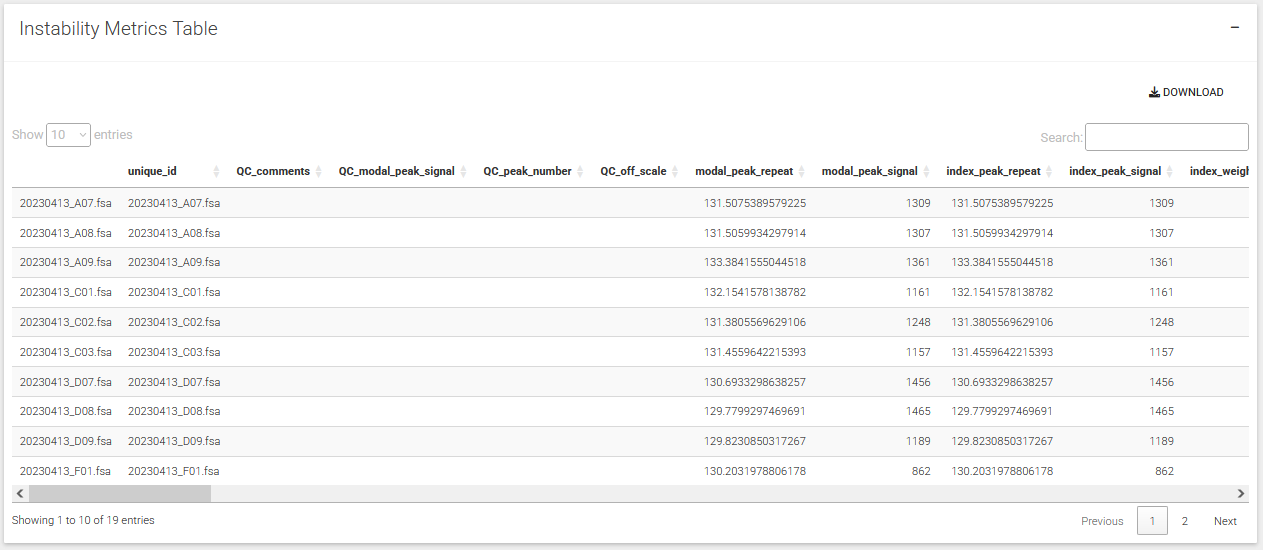 Instability Metrics Table
DOWNLOAD
Show 10 entries
Search:
unique_id QC_comments QC_modal_peak_signal QC_peak_number QC_off_scale modal_peak_repeat modal_peak_signal index_peak_repeat index_peak_signal index_weigh
20230413_A07.fsa 20230413_A07.fsa 131.5075389579225 1309 131.5075389579225 1309
20230413_A08.fsa 20230413_A08.fsa 131.5059934297914 1307 131.5059934297914 1307
20230413_A09.fsa 20230413_A09.fsa 133.3841555044518 1361 133.3841555044518 1361
20230413_C01.fsa 20230413_C01.fsa 132.1541578138782 1161 132.1541578138782 1161
20230413_C02.fsa 20230413_C02.fsa 131.3805569629106 1248 131.3805569629106 1248
20230413_C03.fsa 20230413_C03.fsa 131.4559642215393 1157 131.4559642215393 1157
20230413_D07.fsa 20230413_D07.fsa 130.6933298638257 1456 130.6933298638257 1456
20230413_D08.fsa 20230413_D08.fsa 129.7799297469691 1465 129.7799297469691 1465
20230413_D09.fsa 20230413_D09.fsa 129.8230850317267 1189 129.8230850317267 1189
20230413_F01.fsa 20230413_F01.fsa 130.2031978806178 862 130.2031978806178 862
Showing 1 to 10 of 19 entries
Previous 1 2 Next